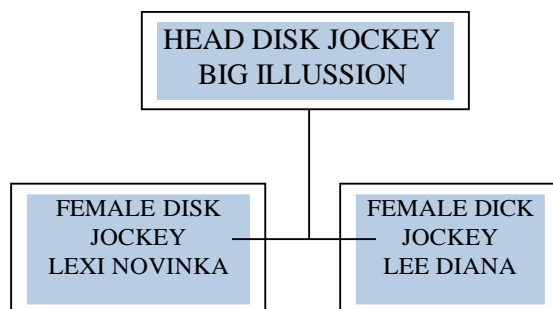 HEAD DISK JOCKEY
BIG ILLUSSION
FEMALE DISK
JOCKEY
LEXI NOVINKA
FEMALE DICK
JOCKEY
LEE DIANA